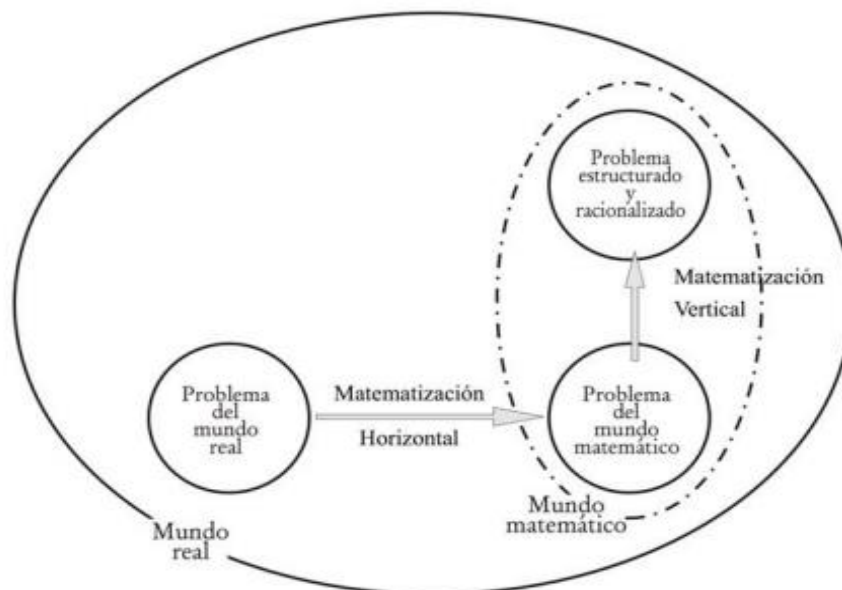 Problema
estructurado
y
racionalizado
Matematización
Vertical
Problema
del
mundo
real
Matematización
Horizontal
Problema
del
mundo
matemático
Mundo
matemático
Mundo
real